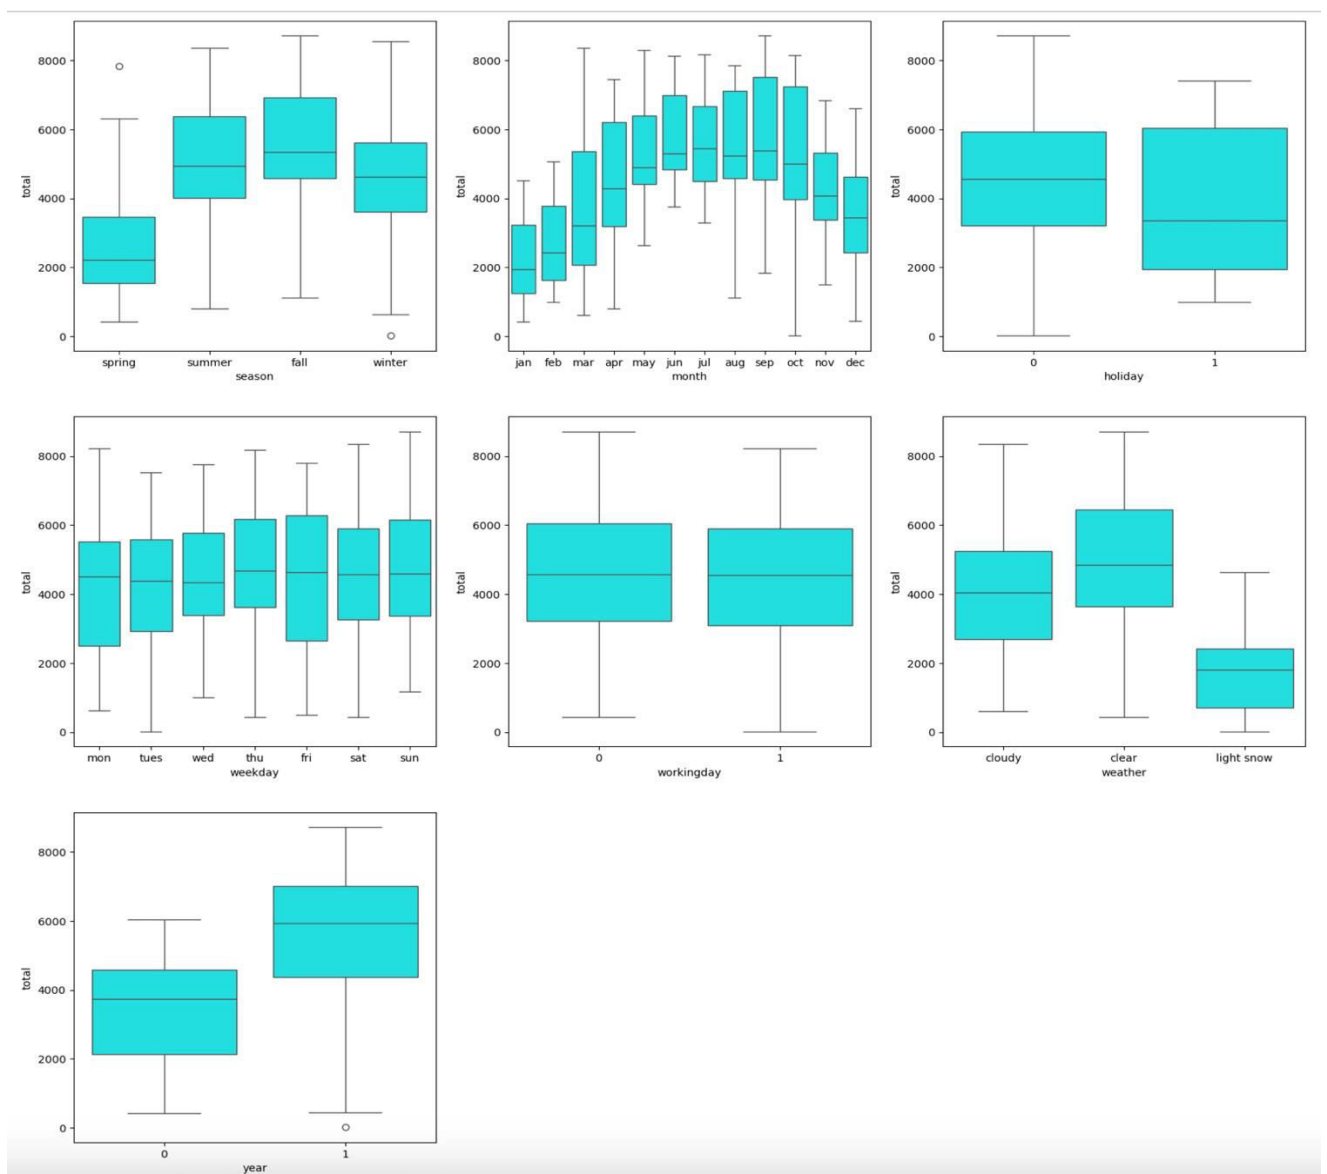 8000
6000
4000
2000
0
total
spring summer fall winter
season
8000
6000
4000
2000
0
total
jan feb mar apr may jun jul aug sep oct nov dec
month
8000
6000
4000
2000
0
total
0 1
holiday
8000
6000
4000
2000
0
total
mon tues wed thu fri sat sun
weekday
8000
6000
4000
2000
0
total
0 1
workingday
8000
6000
4000
2000
0
total
cloudy clear light snow
weather
8000
6000
4000
2000
0
total
0 1
year